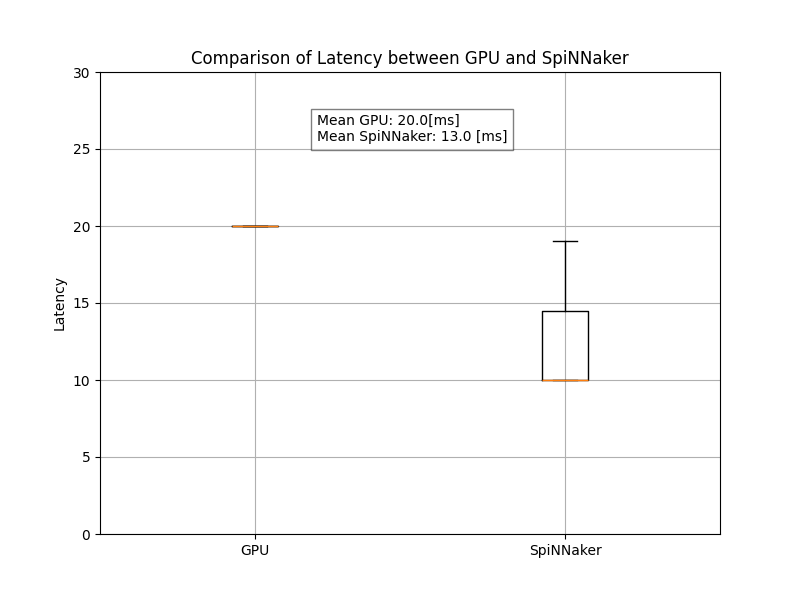 Comparison of Latency between GPU and SpiNNaker
30
25
20
15
10
5
0
Latency
Mean GPU: 20.0[ms]
Mean SpiNNaker: 13.0 [ms]
GPU
SpiNNaker